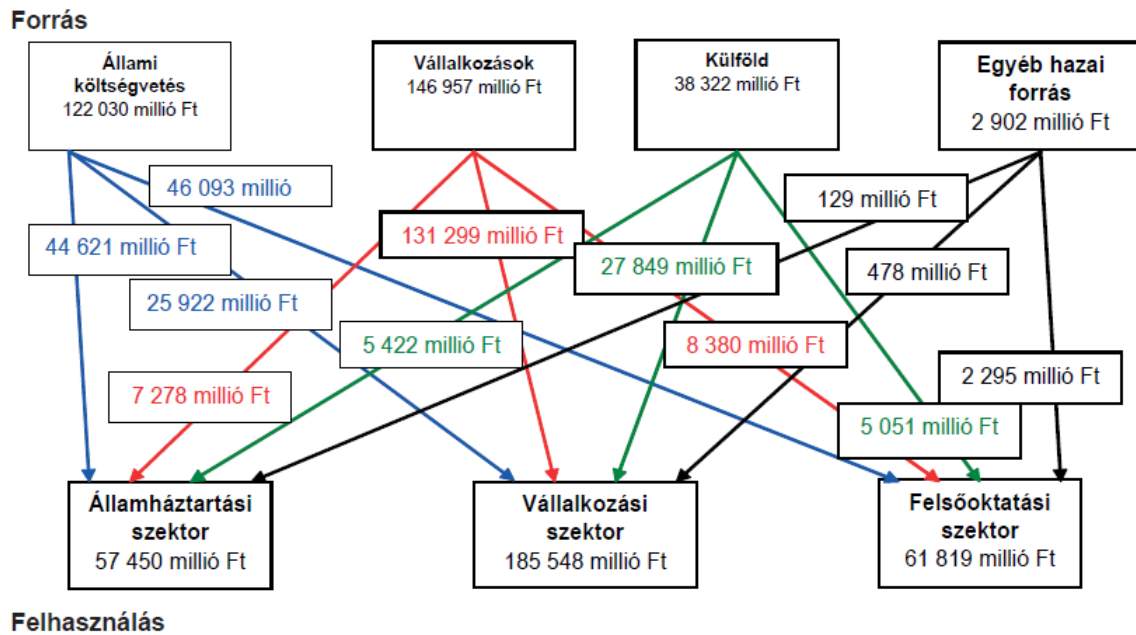 Forrás
Állami
költségvetés
122 030 millió Ft
Vállalkozások
146 957 millió Ft
Külföld
38 322 millió Ft
Egyéb hazai
forrás
2 902 millió Ft
46 093 millió
129 millió Ft
44 621 millió Ft
131 299 millió Ft
27 849 millió Ft
478 millió Ft
25 922 millió Ft
5 422 millió Ft
8 380 millió Ft
7 278 millió Ft
2 295 millió Ft
5 051 millió Ft
Államháztartási
szektor
57 450 millió Ft
Vállalkozási
szektor
185 548 millió Ft
Felsőoktatási
szektor
61 819 millió Ft
Felhasználás